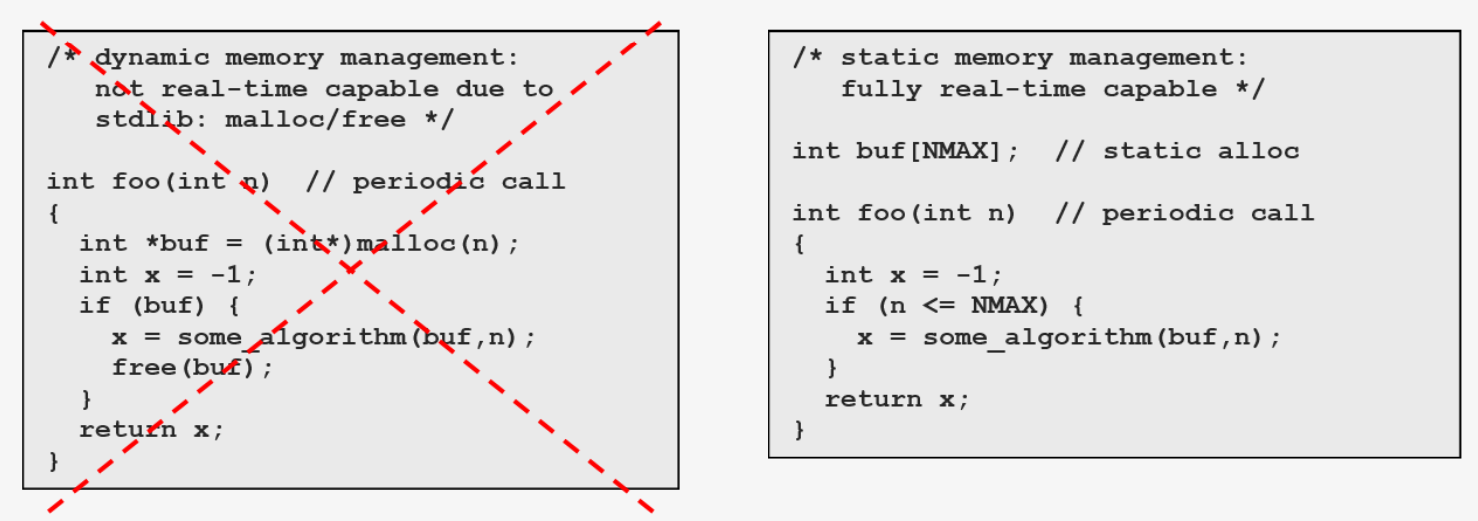 /* dynamic memory management:
not real-time capable due to
stdlib: malloc/free */
int foo(int n)  // periodic call
{
int *buf = (int*)malloc(n);
int x = -1;
if (buf) {
x = some_algorithm(buf,n);
free(buf);
}
return x;
}
/* static memory management:
fully real-time capable */
int buf[NMAX];  // static alloc
int foo(int n)  // periodic call
{
int x = -1;
if (n <= NMAX) {
x = some_algorithm(buf,n);
}
return x;
}